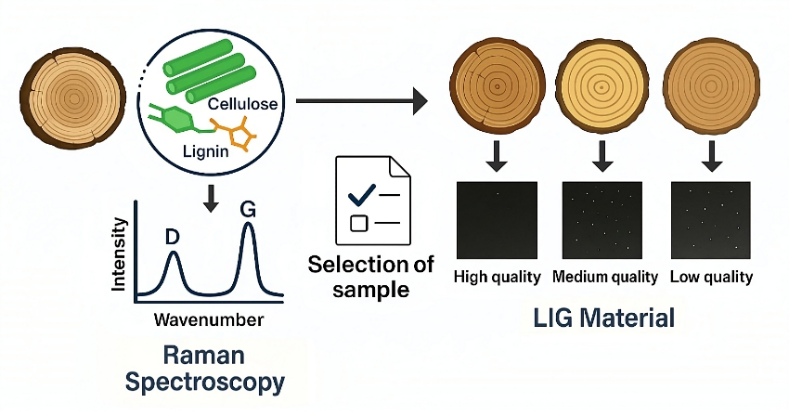 Cellulose
Lignin
Intensity
D
G
Wavenumber
Raman
Spectroscopy
Selection of
sample
High quality
Medium quality
Low quality
LIG Material